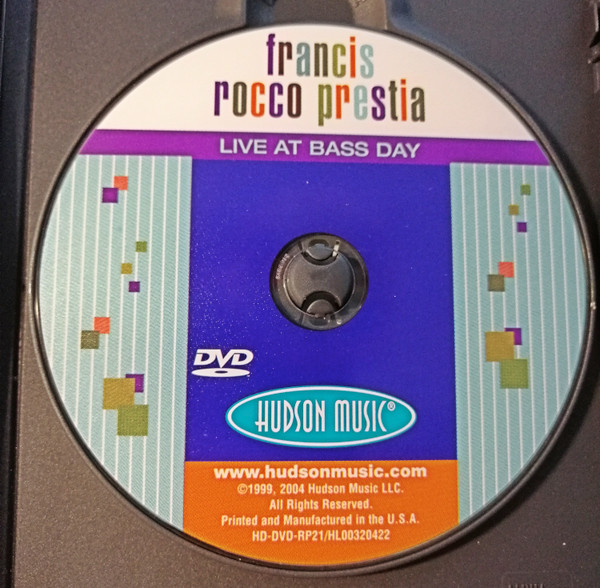 francis
rocco prestia
LIVE AT BASS DAY
DVD
HUDSON MUSIC®
www.hudsonmusic.com
©1999, 2004 Hudson Music LLC.
All Rights Reserved.
Printed and Manufactured in the U.S.A.
HD-DVD-RP21/HL00320422